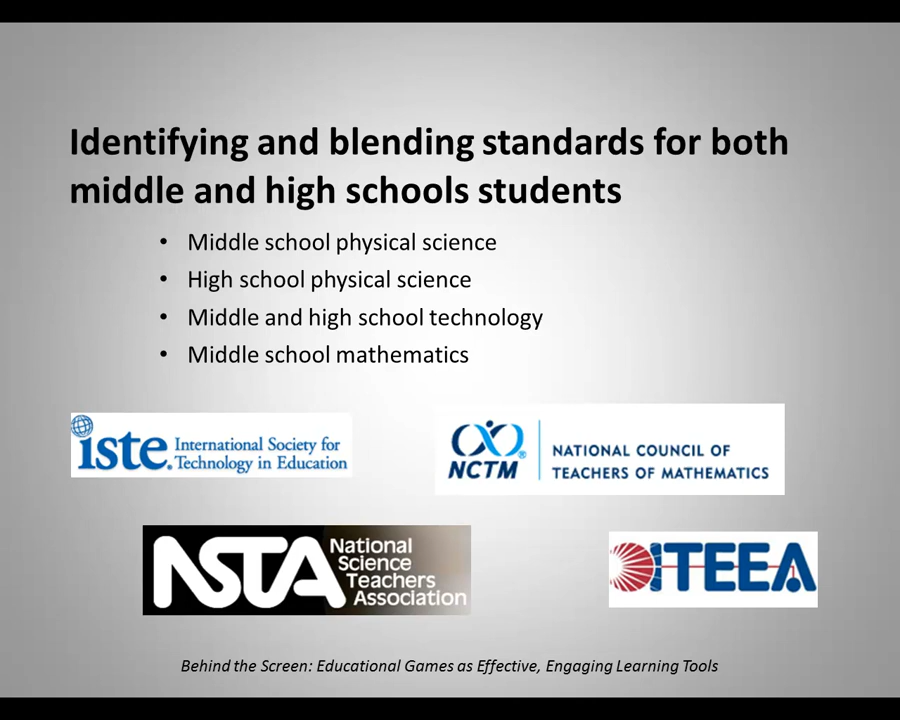 Identifying and blending standards for both
middle and high schools students
• Middle school physical science
• High school physical science
• Middle and high school technology
• Middle school mathematics
iste® International Society for
Technology in Education
NCTM® NATIONAL COUNCIL OF
TEACHERS OF MATHEMATICS
NSTA National
Science
Teachers
Association
ITEEA
Behind the Screen: Educational Games as Effective, Engaging Learning Tools